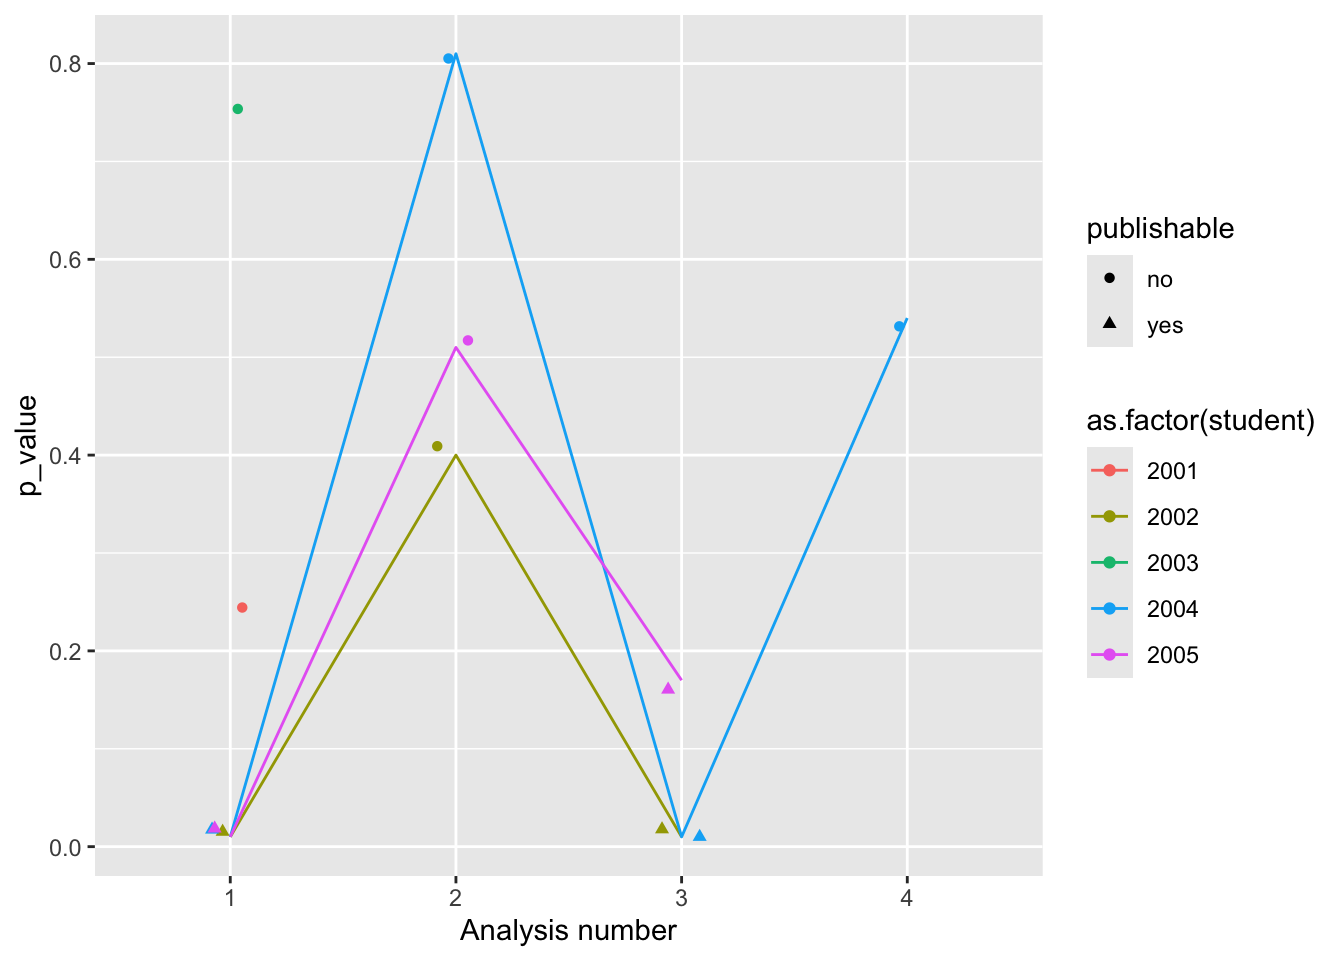 p_value
0.8
0.6
0.4
0.2
0.0
1 2 3 4
Analysis number
publishable
no
yes
as.factor(student)
2001
2002
2003
2004
2005